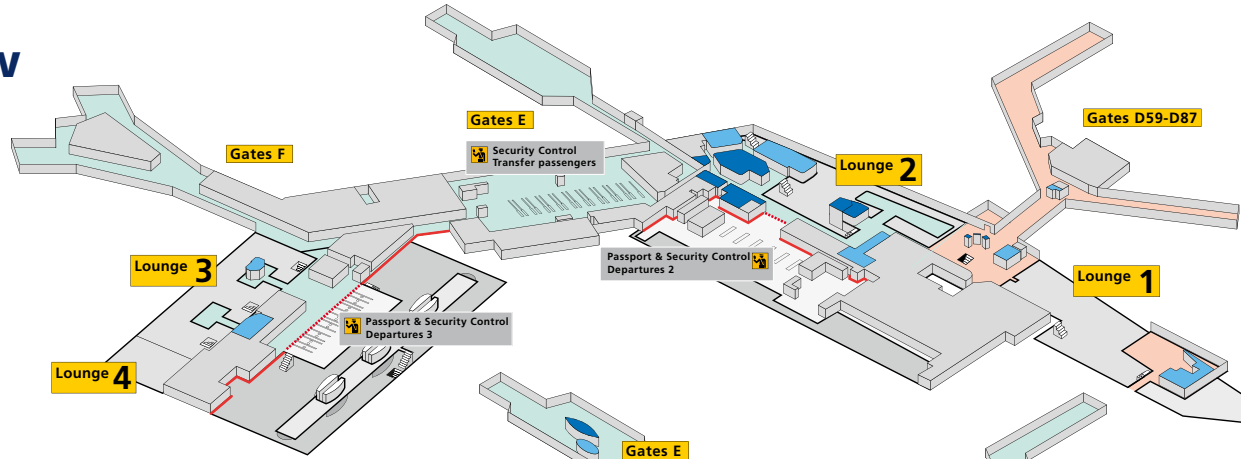 Gates E
Gates D59-D87
Security Control
Transfer passengers
Gates F
Lounge 2
Passport & Security Control
Departures 2
Lounge 3
Lounge 1
Passport & Security Control
Departures 3
Lounge 4
Gates E